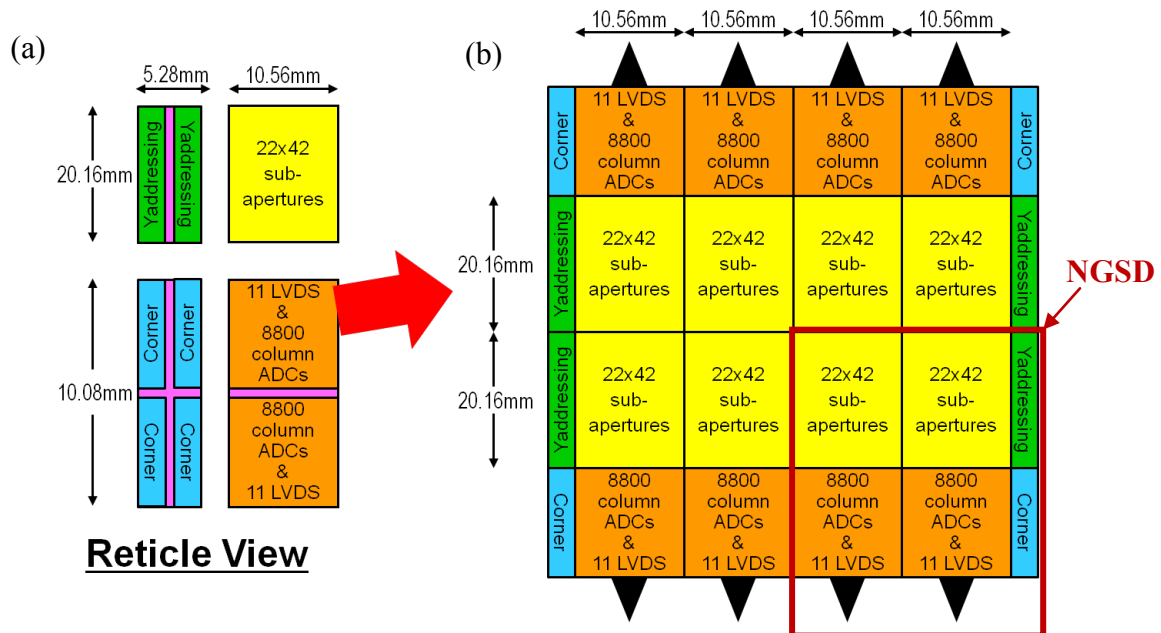 (a)
5.28mm
10.56mm
20.16mm
Yaddressing
Yaddressing
22x42
sub-
apertures
10.08mm
Corner
Corner
Corner
Corner
11 LVDS
&
8800
column
ADCs
8800
column
ADCs
&
11 LVDS
Reticle View
(b)
10.56mm
10.56mm
10.56mm
10.56mm
Corner
11 LVDS
&
8800
column
ADCs
11 LVDS
&
8800
column
ADCs
11 LVDS
&
8800
column
ADCs
11 LVDS
&
8800
column
ADCs
Corner
20.16mm
Yaddressing
22x42
sub-
apertures
22x42
sub-
apertures
22x42
sub-
apertures
22x42
sub-
apertures
Yaddressing
NGSD
20.16mm
Yaddressing
22x42
sub-
apertures
22x42
sub-
apertures
22x42
sub-
apertures
22x42
sub-
apertures
Yaddressing
Corner
8800
column
ADCs
&
11 LVDS
8800
column
ADCs
&
11 LVDS
8800
column
ADCs
&
11 LVDS
8800
column
ADCs
&
11 LVDS
Corner